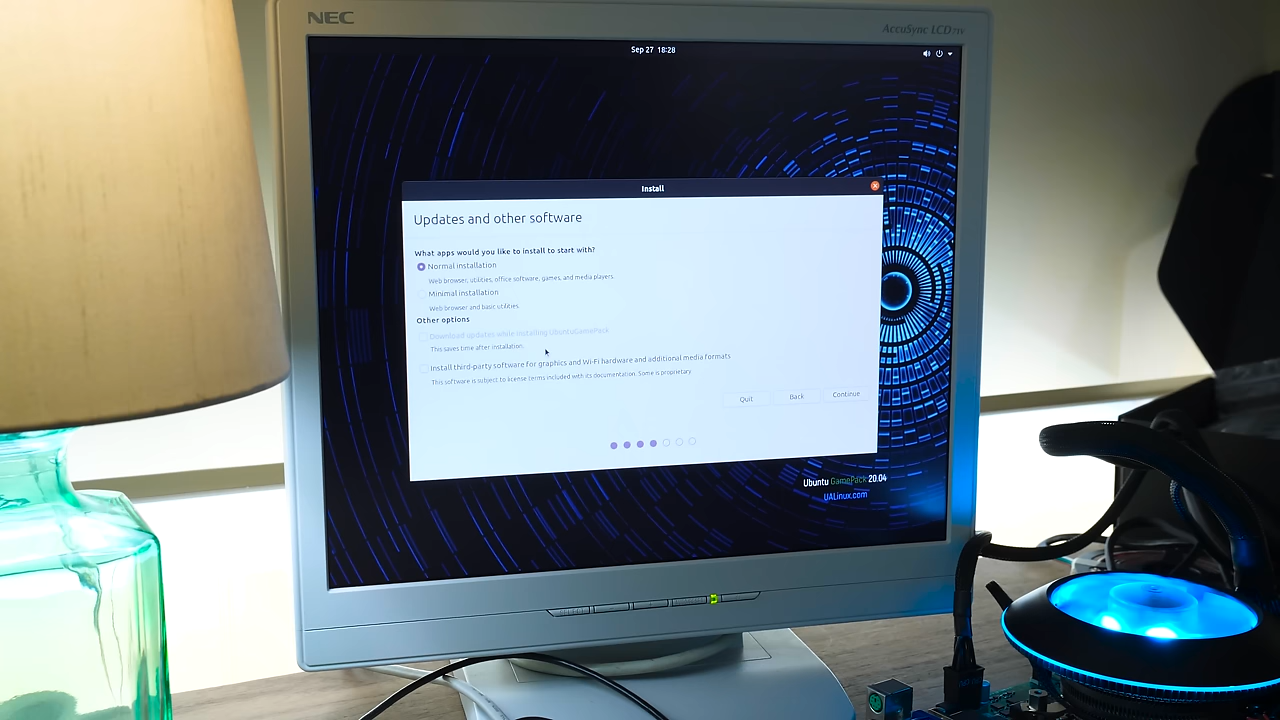 NEC
AccuSync LCD71V
Sep 27 18:28
Install
Updates and other software
What apps would you like to install to start with?
Normal installation
Web browser, utilities, office software, games, and media players.
Minimal installation
Web browser and basic utilities.
Other options
Download updates while installing UbuntuGamePack
This saves time after installation.
Install third-party software for graphics and Wi-Fi hardware and additional media formats
This software is subject to license terms included with its documentation. Some is proprietary
Quit
Back
Continue
Ubuntu GamePack 20.04
UALinux.com